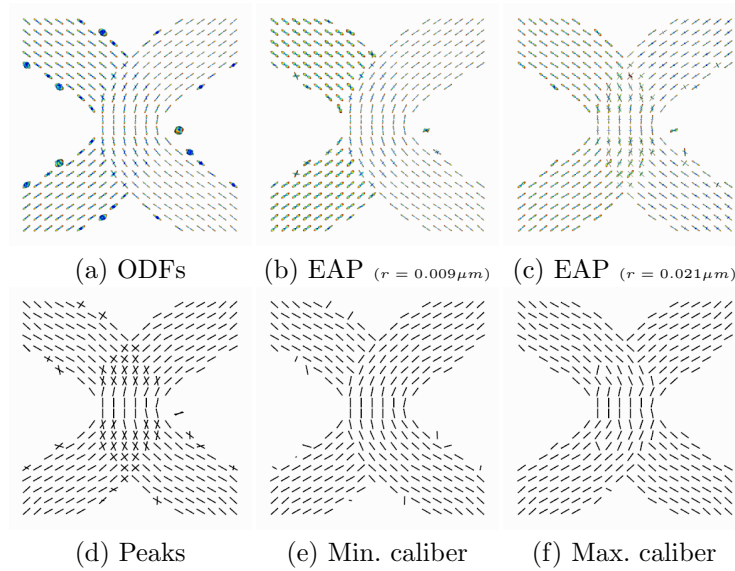 (a) ODFs
(b) EAP (r = 0.009μm)
(c) EAP (r = 0.021μm)
(d) Peaks
(e) Min. caliber
(f) Max. caliber